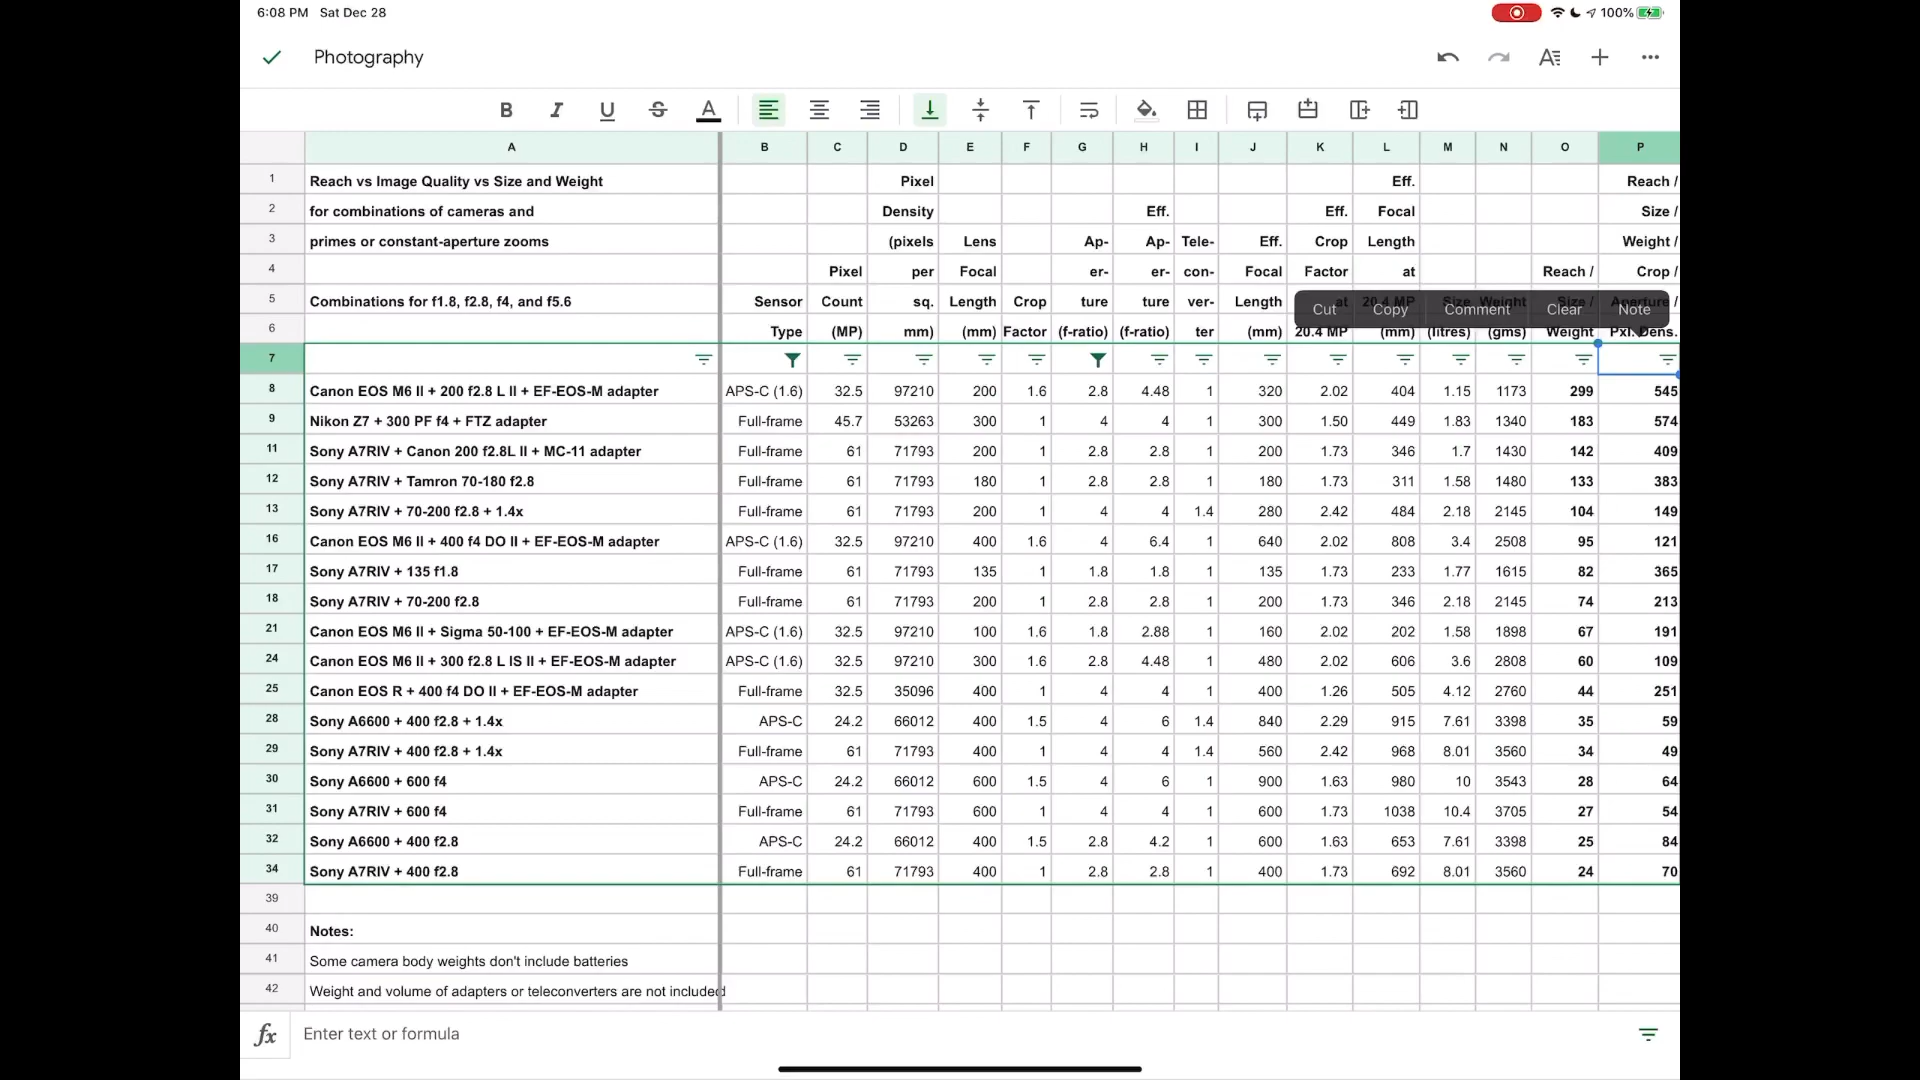 6:08 PM Sat Dec 28 100%
Photography
B I U S A
A B C D E F G H I J K L M N O P
1 Reach vs Image Quality vs Size and Weight Pixel Eff. Reach /
2 for combinations of cameras and Density Eff. Eff. Focal Size /
3 primes or constant-aperture zooms (pixels Lens Ap- Ap- Tele- Eff. Crop Length Weight /
4 Pixel per Focal er- er- con- Focal Factor at Reach / Crop /
5 Combinations for f1.8, f2.8, f4, and f5.6 Sensor Count sq. Length Crop ture ture ver- Length at 20.4 MP Size Weight Size / Aperture /
Cut Copy Comment Clear Note
6 Type (MP) mm) (mm) Factor (f-ratio) (f-ratio) ter (mm) 20.4 MP (mm) (litres) (gms) Weight Pxl. Dens.
7
8 Canon EOS M6 II + 200 f2.8 L II + EF-EOS-M adapter APS-C (1.6) 32.5 97210 200 1.6 2.8 4.48 1 320 2.02 404 1.15 1173 299 545
9 Nikon Z7 + 300 PF f4 + FTZ adapter Full-frame 45.7 53263 300 1 4 4 1 300 1.50 449 1.83 1340 183 574
11 Sony A7RIV + Canon 200 f2.8L II + MC-11 adapter Full-frame 61 71793 200 1 2.8 2.8 1 200 1.73 346 1.7 1430 142 409
12 Sony A7RIV + Tamron 70-180 f2.8 Full-frame 61 71793 180 1 2.8 2.8 1 180 1.73 311 1.58 1480 133 383
13 Sony A7RIV + 70-200 f2.8 + 1.4x Full-frame 61 71793 200 1 4 4 1.4 280 2.42 484 2.18 2145 104 149
16 Canon EOS M6 II + 400 f4 DO II + EF-EOS-M adapter APS-C (1.6) 32.5 97210 400 1.6 4 6.4 1 640 2.02 808 3.4 2508 95 121
17 Sony A7RIV + 135 f1.8 Full-frame 61 71793 135 1 1.8 1.8 1 135 1.73 233 1.77 1615 82 365
18 Sony A7RIV + 70-200 f2.8 Full-frame 61 71793 200 1 2.8 2.8 1 200 1.73 346 2.18 2145 74 213
21 Canon EOS M6 II + Sigma 50-100 + EF-EOS-M adapter APS-C (1.6) 32.5 97210 100 1.6 1.8 2.88 1 160 2.02 202 1.58 1898 67 191
24 Canon EOS M6 II + 300 f2.8 L IS II + EF-EOS-M adapter APS-C (1.6) 32.5 97210 300 1.6 2.8 4.48 1 480 2.02 606 3.6 2808 60 109
25 Canon EOS R + 400 f4 DO II + EF-EOS-M adapter Full-frame 32.5 35096 400 1 4 4 1 400 1.26 505 4.12 2760 44 251
28 Sony A6600 + 400 f2.8 + 1.4x APS-C 24.2 66012 400 1.5 4 6 1.4 840 2.29 915 7.61 3398 35 59
29 Sony A7RIV + 400 f2.8 + 1.4x Full-frame 61 71793 400 1 4 4 1.4 560 2.42 968 8.01 3560 34 49
30 Sony A6600 + 600 f4 APS-C 24.2 66012 600 1.5 4 6 1 900 1.63 980 10 3543 28 64
31 Sony A7RIV + 600 f4 Full-frame 61 71793 600 1 4 4 1 600 1.73 1038 10.4 3705 27 54
32 Sony A6600 + 400 f2.8 APS-C 24.2 66012 400 1.5 2.8 4.2 1 600 1.63 653 7.61 3398 25 84
34 Sony A7RIV + 400 f2.8 Full-frame 61 71793 400 1 2.8 2.8 1 400 1.73 692 8.01 3560 24 70
39
40 Notes:
41 Some camera body weights don't include batteries
42 Weight and volume of adapters or teleconverters are not included
fx Enter text or formula